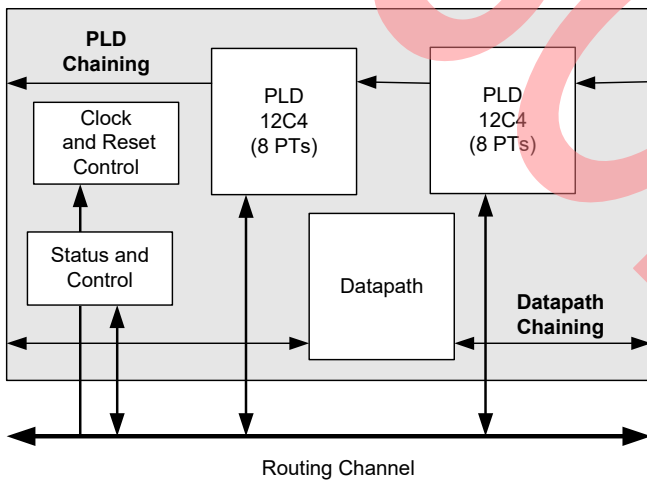 PLD
Chaining
PLD
12C4
(8 PTs)
PLD
12C4
(8 PTs)
Clock
and Reset
Control
Status and
Control
Datapath
Datapath
Chaining
Routing Channel